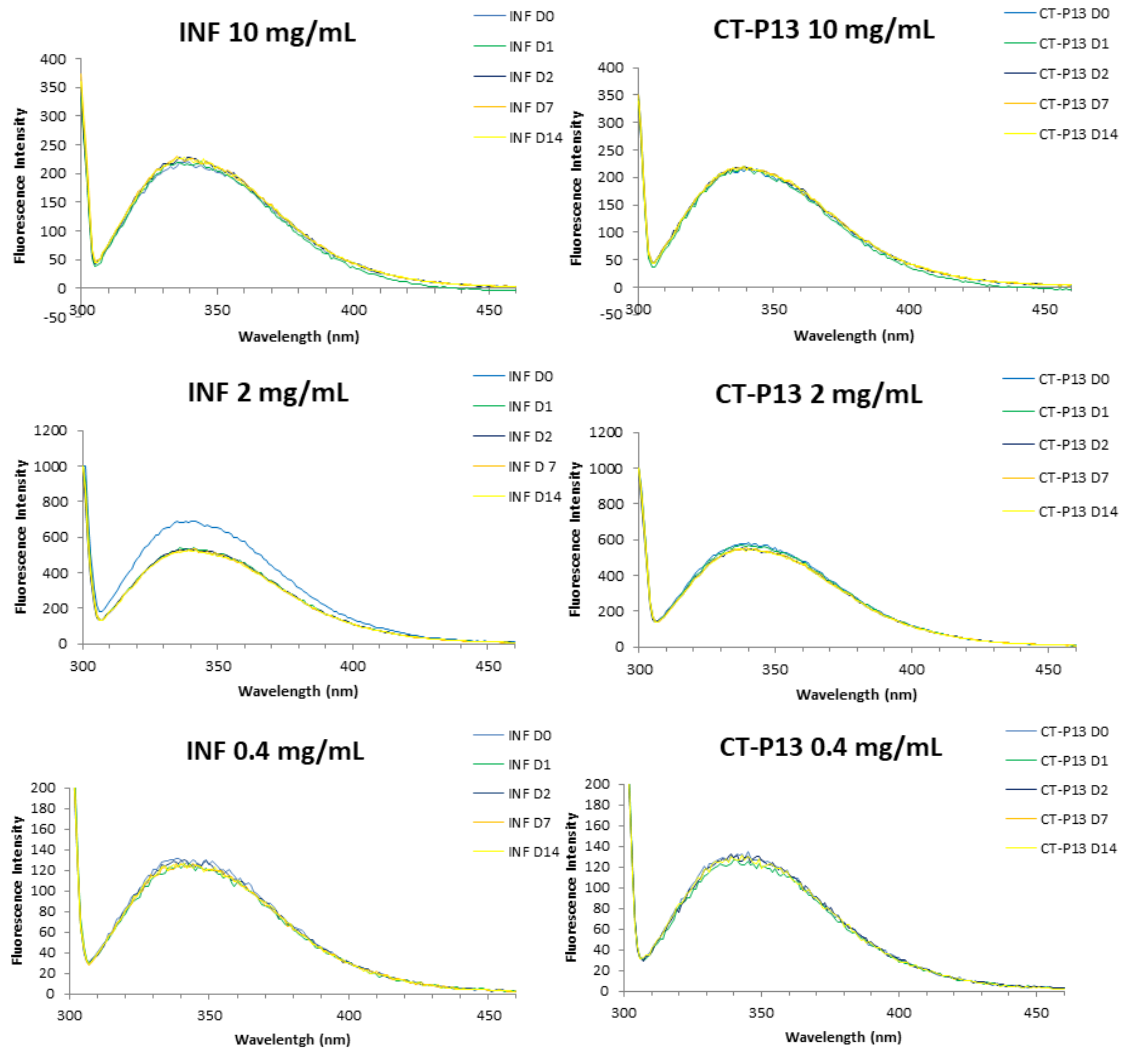 INF 10 mg/mL
INF D0
INF D1
INF D2
INF D7
INF D14
Fluorescence Intensity
400
350
300
250
200
150
100
50
0
-50
300
350
400
450
Wavelength (nm)
CT-P13 10 mg/mL
CT-P13 D0
CT-P13 D1
CT-P13 D2
CT-P13 D7
CT-P13 D14
Fluorescence Intensity
400
350
300
250
200
150
100
50
0
-50
300
350
400
450
Wavelength (nm)
INF 2 mg/mL
INF D0
INF D1
INF D2
INF D 7
INF D14
Fluorescence Intensity
1200
1000
800
600
400
200
0
300
350
400
450
Wavelength (nm)
CT-P13 2 mg/mL
CT-P13 D0
CT-P13 D1
CT-P13 D2
CT-P13 D7
CT-P13 D14
Fluorescence Intensity
1200
1000
800
600
400
200
0
300
350
400
450
Wavelength (nm)
INF 0.4 mg/mL
INF D0
INF D1
INF D2
INF D7
INF D14
Fluorescence Intensity
200
180
160
140
120
100
80
60
40
20
0
300
350
400
450
Wavelentgh (nm)
CT-P13 0.4 mg/mL
CT-P13 D0
CT-P13 D1
CT-P13 D2
CT-P13 D7
CT-P13 D14
Fluorescence Intensity
200
180
160
140
120
100
80
60
40
20
0
300
350
400
450
Wavelength (nm)